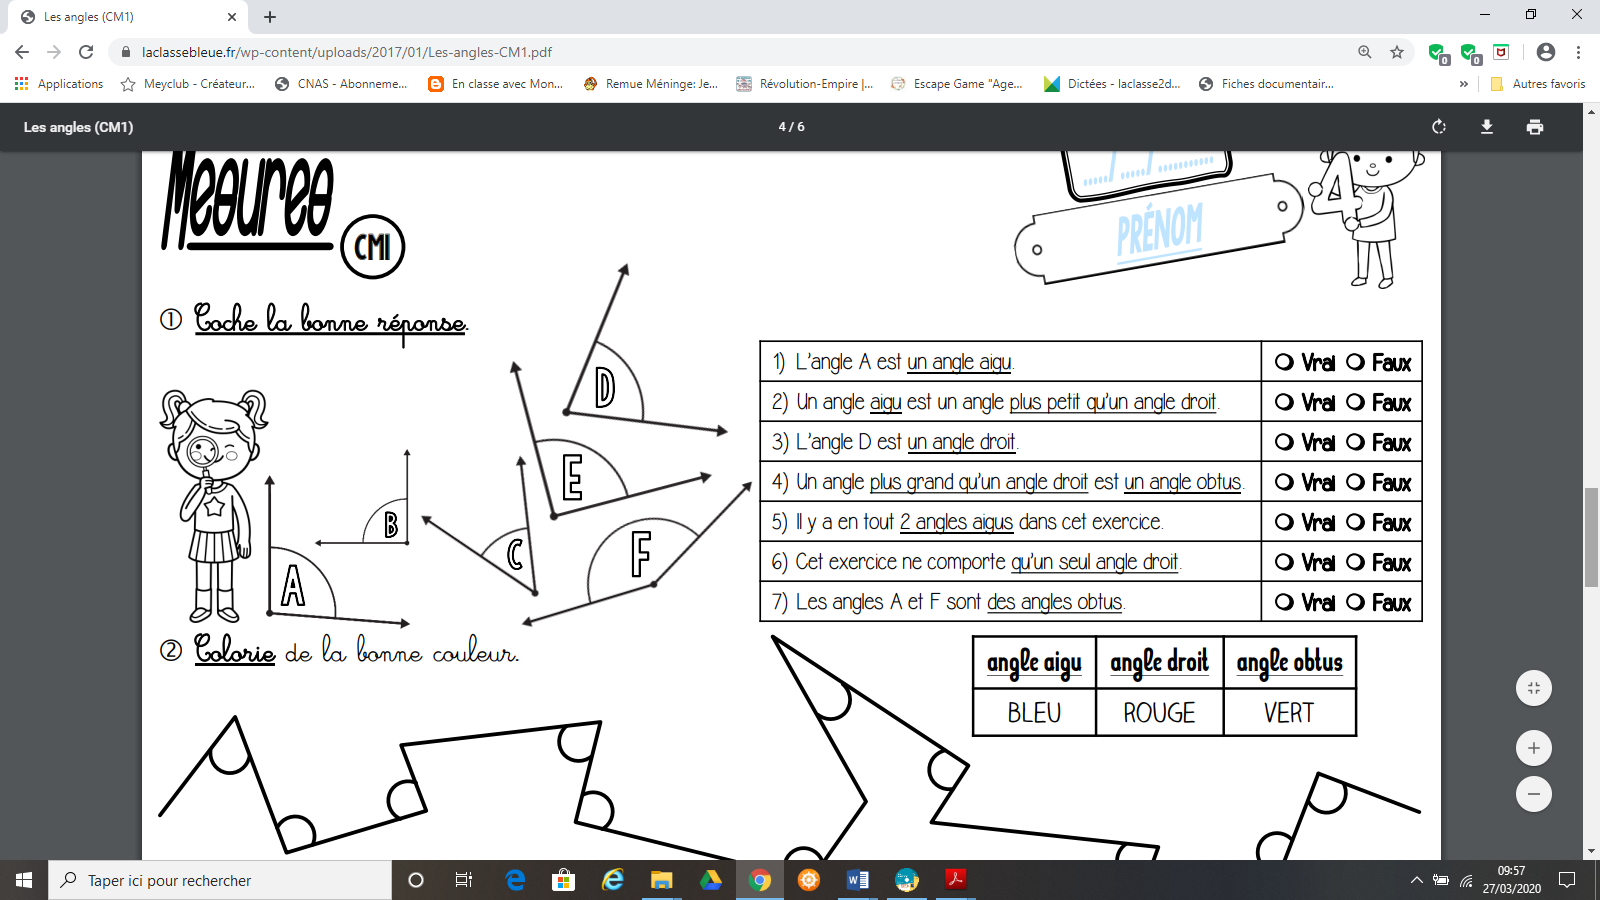 Les angles (CM1)
laclassebleue.fr/wp-content/uploads/2017/01/Les-angles-CM1.pdf
Applications Meyclub - Créateur... CNAS - Abonneme... En classe avec Mon... Remue Méninge: Je... Révolution-Empire |... Escape Game "Age... Dictées - laclasse2d... Fiches documentair... » Autres favoris
Les angles (CM1) 4 / 6
Mesures
CM1
PRÉNOM
4
① Coche la bonne réponse.
A
B
C
D
E
F
1) L'angle A est un angle aigu. Vrai Faux
2) Un angle aigu est un angle plus petit qu'un angle droit. Vrai Faux
3) L'angle D est un angle droit. Vrai Faux
4) Un angle plus grand qu'un angle droit est un angle obtus. Vrai Faux
5) Il y a en tout 2 angles aigus dans cet exercice. Vrai Faux
6) Cet exercice ne comporte qu'un seul angle droit. Vrai Faux
7) Les angles A et F sont des angles obtus. Vrai Faux
② Colorie de la bonne couleur.
angle aigu angle droit angle obtus
BLEU ROUGE VERT
Taper ici pour rechercher
09:57
27/03/2020